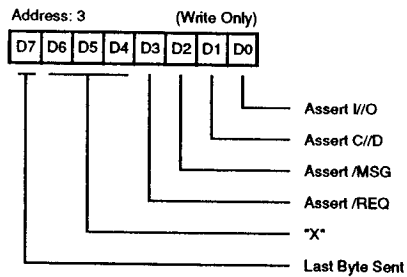 Address: 3 (Write Only)
D7 D6 D5 D4 D3 D2 D1 D0
Assert I//O
Assert C//D
Assert /MSG
Assert /REQ
"X"
Last Byte Sent